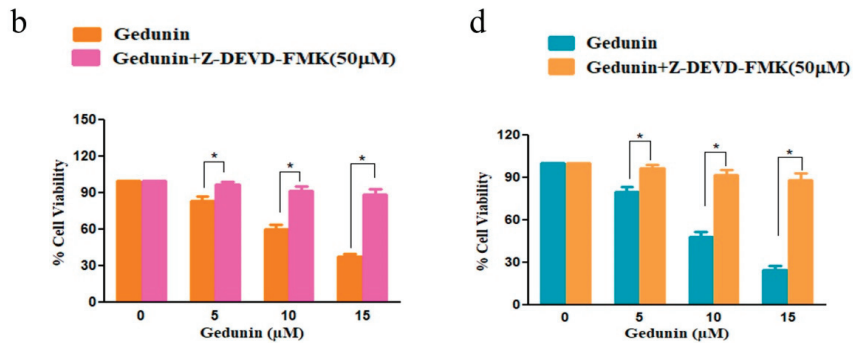 b
Gedunin
Gedunin+Z-DEVD-FMK(50µM)
150
120
90
60
30
0
% Cell Viability
*
*
*
0 5 10 15
Gedunin (µM)
d
Gedunin
Gedunin+Z-DEVD-FMK(50µM)
120
90
60
30
0
% Cell Viability
*
*
*
0 5 10 15
Gedunin (µM)